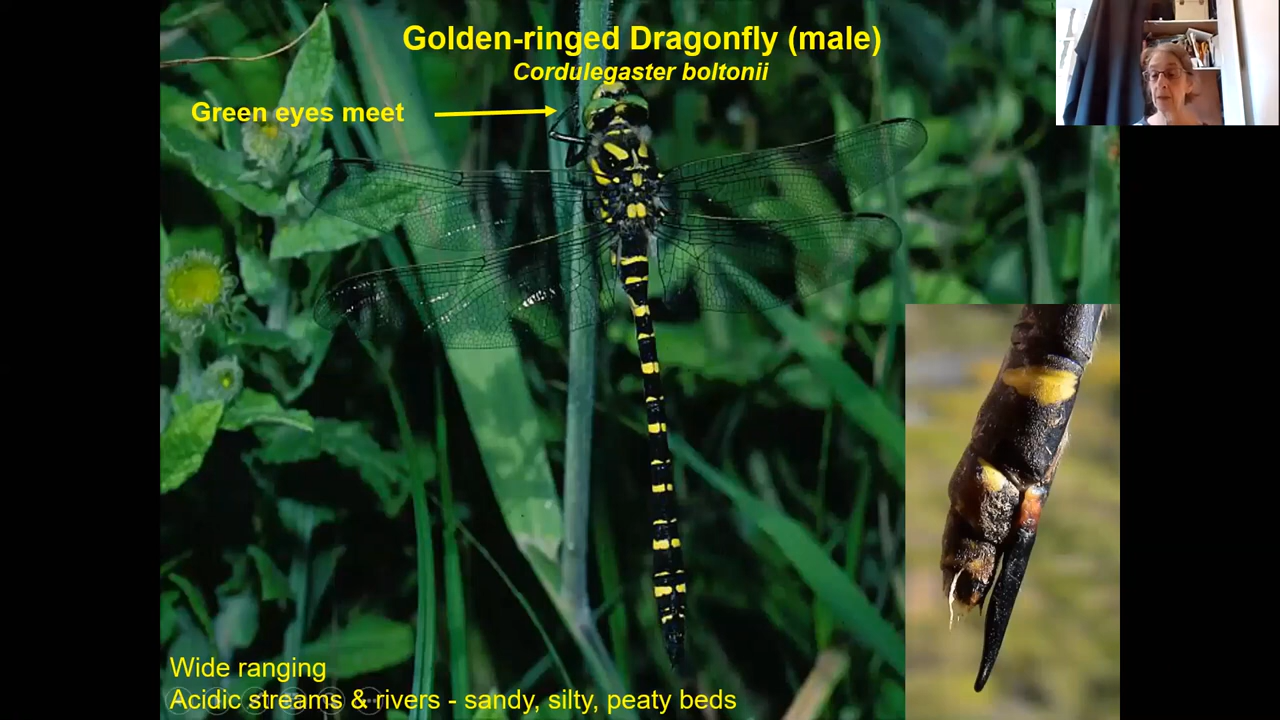 Golden-ringed Dragonfly (male)
Cordulegaster boltonii
Green eyes meet
Wide ranging
Acidic streams & rivers - sandy, silty, peaty beds